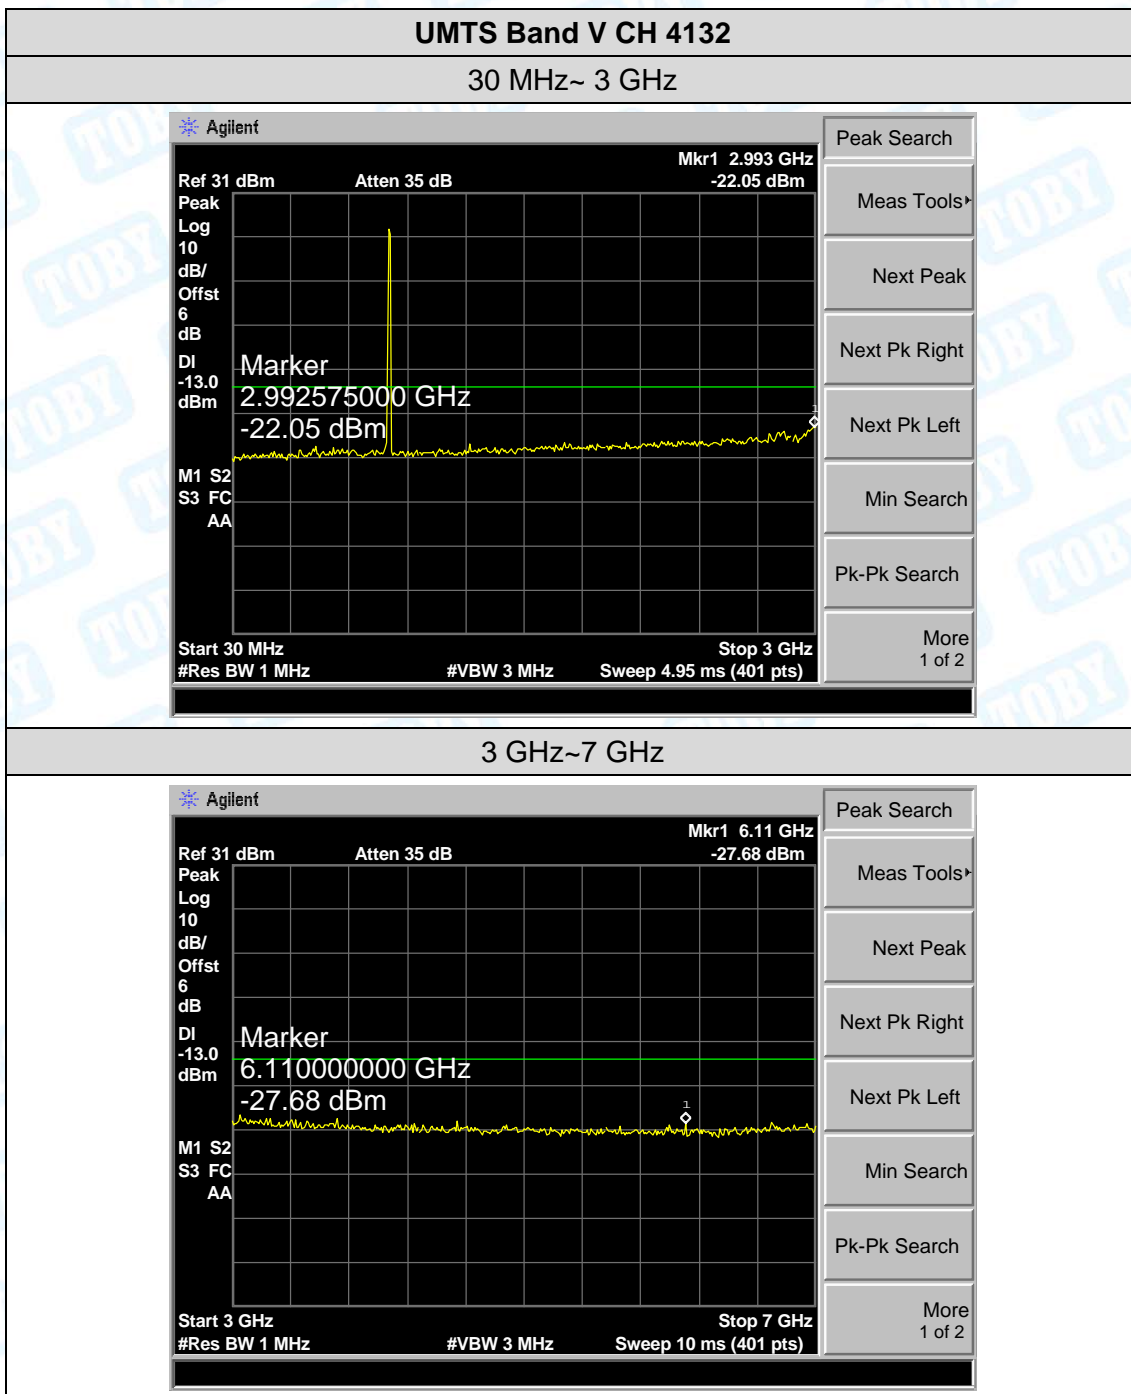 UMTS Band V CH 4132
30 MHz~ 3 GHz
Agilent
Peak Search
Mkr1 2.993 GHz
Ref 31 dBm Atten 35 dB -22.05 dBm
Peak
Log
10
dB/
Offst
6
dB
DI
-13.0
dBm
Marker
2.992575000 GHz
-22.05 dBm
1
M1 S2
S3 FC
AA
Start 30 MHz Stop 3 GHz
#Res BW 1 MHz #VBW 3 MHz Sweep 4.95 ms (401 pts)
Meas Tools
Next Peak
Next Pk Right
Next Pk Left
Min Search
Pk-Pk Search
More
1 of 2
3 GHz~7 GHz
Agilent
Peak Search
Mkr1 6.11 GHz
Ref 31 dBm Atten 35 dB -27.68 dBm
Peak
Log
10
dB/
Offst
6
dB
DI
-13.0
dBm
Marker
6.110000000 GHz
-27.68 dBm
1
M1 S2
S3 FC
AA
Start 3 GHz Stop 7 GHz
#Res BW 1 MHz #VBW 3 MHz Sweep 10 ms (401 pts)
Meas Tools
Next Peak
Next Pk Right
Next Pk Left
Min Search
Pk-Pk Search
More
1 of 2
TOBY